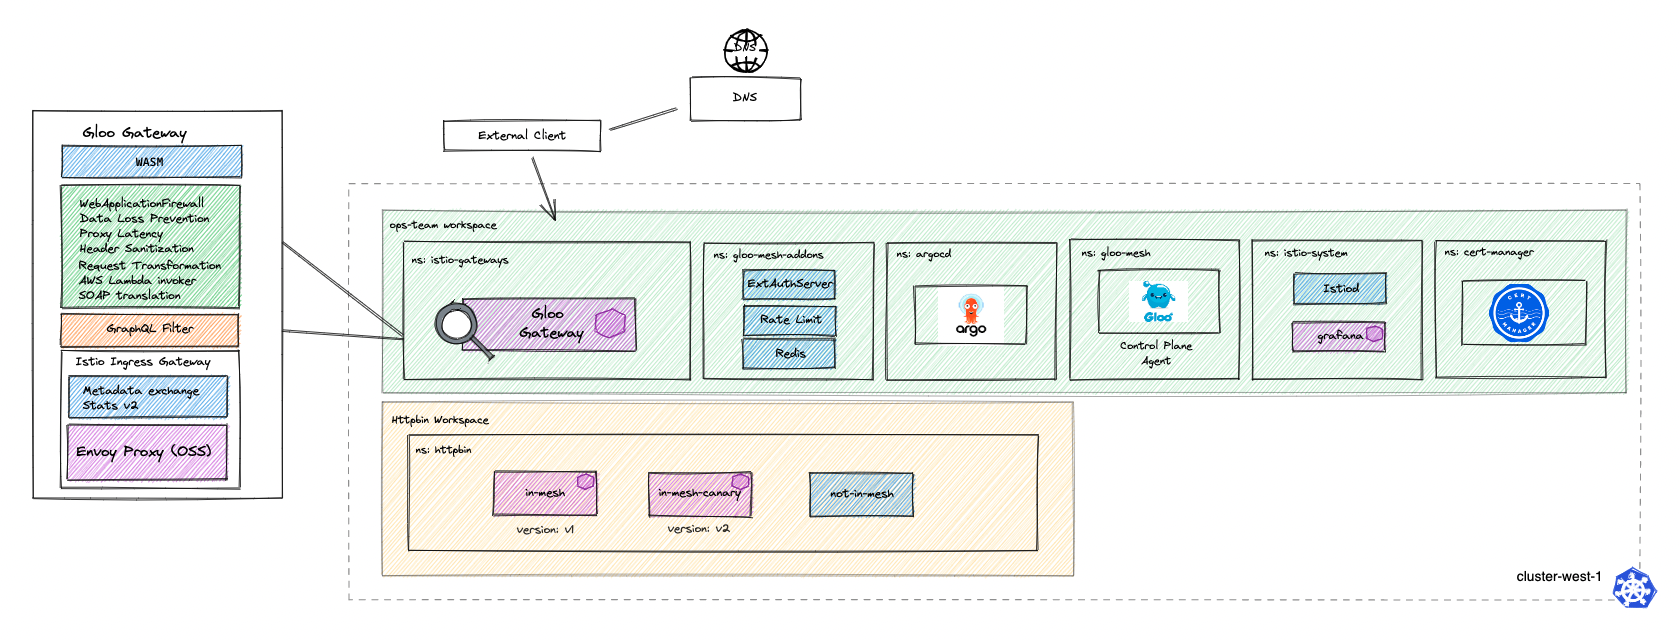 DNS
DNS
External Client
Gloo Gateway
WASM
WebApplicationFirewall
Data Loss Prevention
Proxy Latency
Header Sanitization
Request Transformation
AWS Lambda invoker
SOAP translation
GraphQL Filter
Istio Ingress Gateway
Metadata exchange
Stats v2
Envoy Proxy (OSS)
ops-team workspace
ns: istio-gateways
Gloo
Gateway
ns: gloo-mesh-addons
ExtAuthServer
Rate Limit
Redis
ns: argocd
argo
ns: gloo-mesh
Gloo
Control Plane
Agent
ns: istio-system
Istiod
grafana
ns: cert-manager
CERT
MANAGER
Httpbin Workspace
ns: httpbin
in-mesh
version: v1
in-mesh-canary
version: v2
not-in-mesh
cluster-west-1